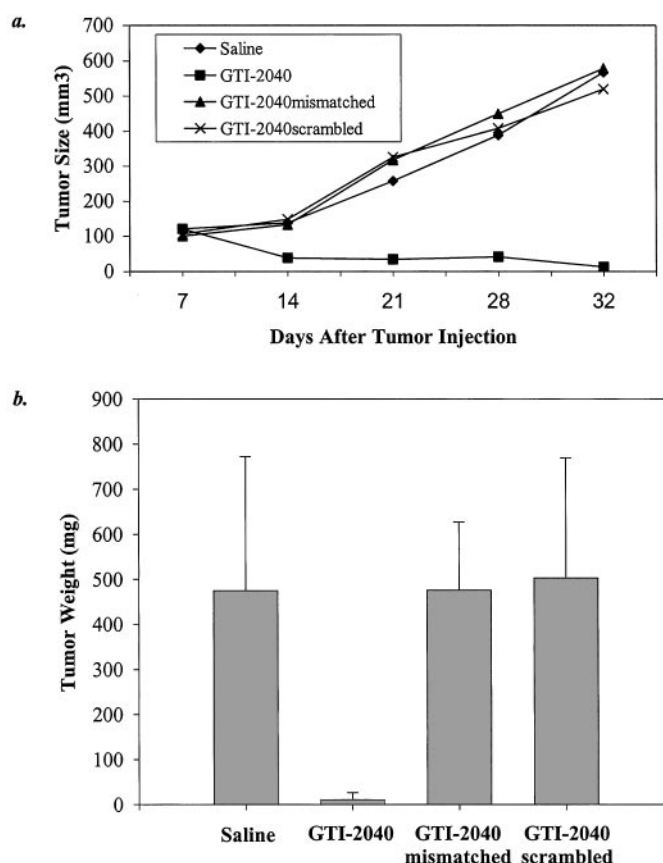 a.
700
600
500
400
300
200
100
0
Tumor Size (mm3)
Saline
GTI-2040
GTI-2040mismatched
GTI-2040scrambled
7 14 21 28 32
Days After Tumor Injection
b.
900
800
700
600
500
400
300
200
100
0
Tumor Weight (mg)
Saline GTI-2040 GTI-2040 GTI-2040
mismatched scrambled